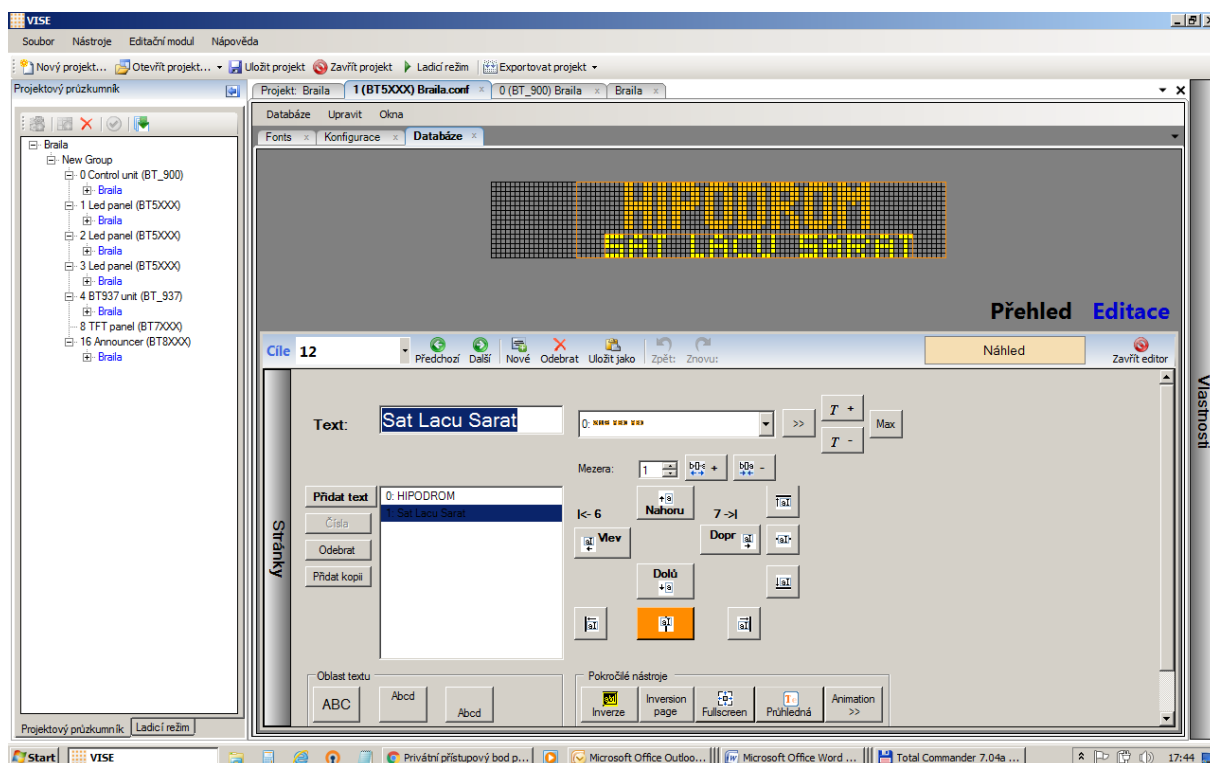 VISE
Soubor Nástroje Editační modul Nápověda
Nový projekt... Otevřít projekt... Uložit projekt Zavřít projekt Ladicí režim Exportovat projekt
Projektový průzkumník
Projekt: Braila 1 (BT5XXX) Braila.conf x 0 (BT_900) Braila x Braila x
Databáze Upravit Okna
Fonts x Konfigurace x Databáze x
Braila
New Group
0 Control unit (BT_900)
Braila
1 Led panel (BT5XXX)
Braila
2 Led panel (BT5XXX)
Braila
3 Led panel (BT5XXX)
Braila
4 BT937 unit (BT_937)
Braila
8 TFT panel (BT7XXX)
16 Announcer (BT8XXX)
Braila
HIPODROM
SAT LACU SARAT
Přehled Editace
Cíle 12 Předchozí Další Nové Odebrat Uložit jako Zpět: Znovu: Náhled Zavřít editor
Vlastnosti
Stránky
Text: Sat Lacu Sarat 0: >> T + Max
T -
Mezera: 1 + -
Přidat text
Čísla
Odebrat
Přidat kopii
0: HIPODROM
1: Sat Lacu Sarat
|<- 6 Nahoru 7 ->|
Vlev Dopr
Dolů
Oblast textu
ABC Abcd Abcd
Pokročilé nástroje
Inverze Inversion page Fullscreen Průhledná Animation >>
Projektový průzkumník Ladicí režim
Start VISE Privátní přístupový bod p... Microsoft Office Outloo... Microsoft Office Word ... Total Commander 7.04a ... 17:44